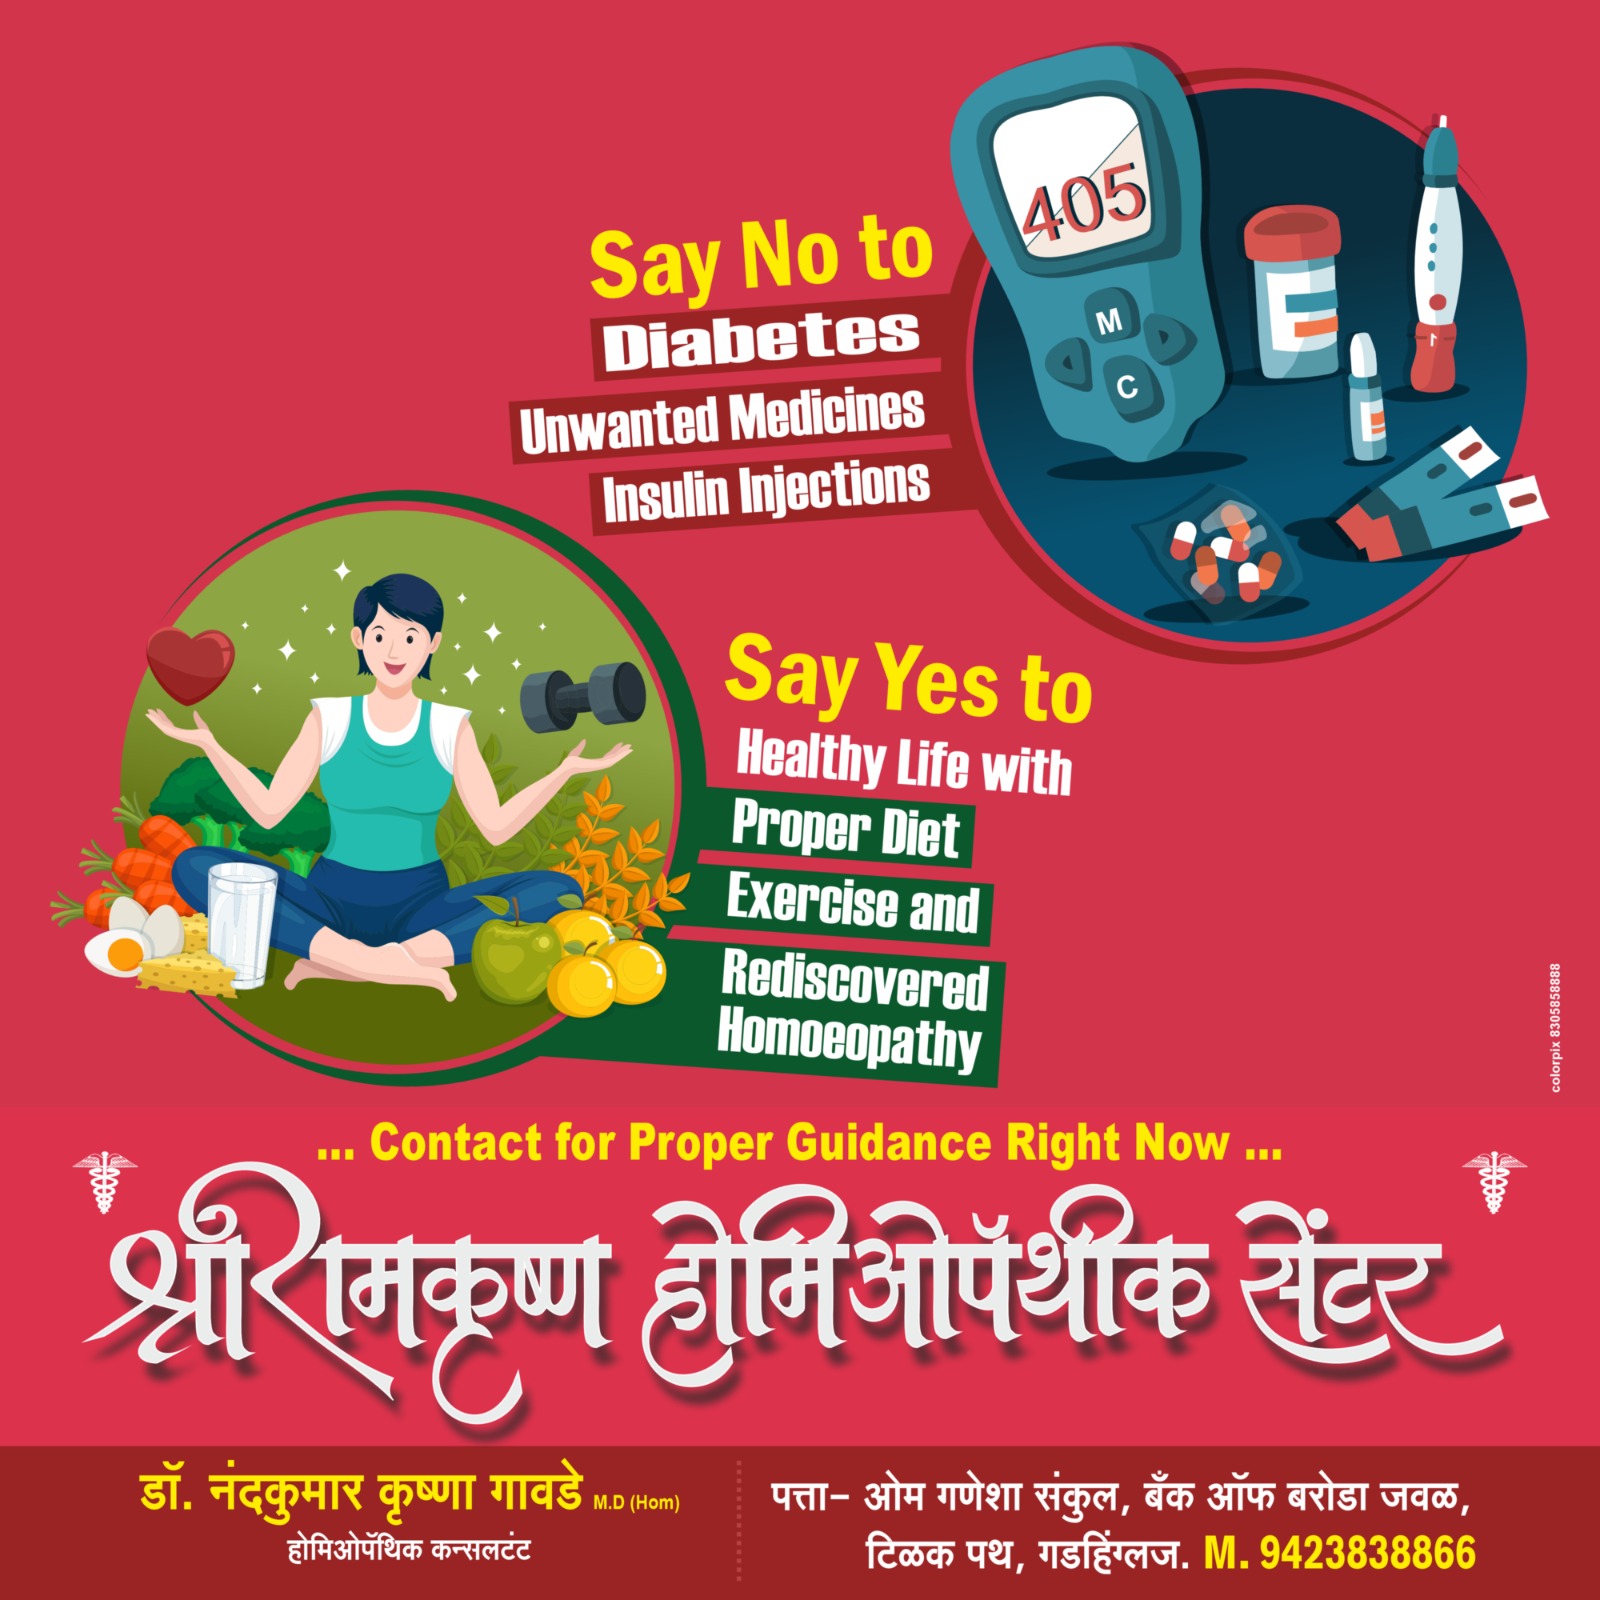 405
M
C
1
Say No to
Diabetes
Unwanted Medicines
Insulin Injections
Say Yes to
Healthy Life with
Proper Diet
Exercise and
Rediscovered
Homoeopathy
colorpix 8305858888
... Contact for Proper Guidance Right Now ...
श्रीरामकृष्ण होमिओपॅथीक सेंटर
डॉ. नंदकुमार कृष्णा गावडे M.D (Hom)
होमिओपॅथिक कन्सलटंट
पत्ता– ओम गणेशा संकुल, बँक ऑफ बरोडा जवळ,
टिळक पथ, गडहिंग्लज. M. 9423838866